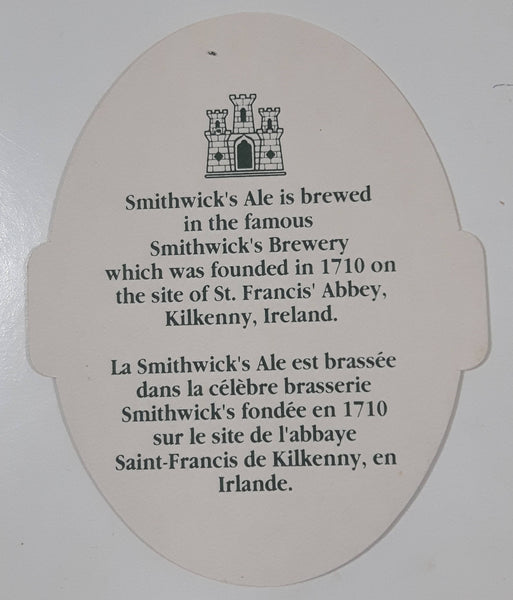 Smithwick's Ale is brewed
in the famous
Smithwick's Brewery
which was founded in 1710 on
the site of St. Francis' Abbey,
Kilkenny, Ireland.
La Smithwick's Ale est brassée
dans la célèbre brasserie
Smithwick's fondée en 1710
sur le site de l'abbaye
Saint-Francis de Kilkenny, en
Irlande.